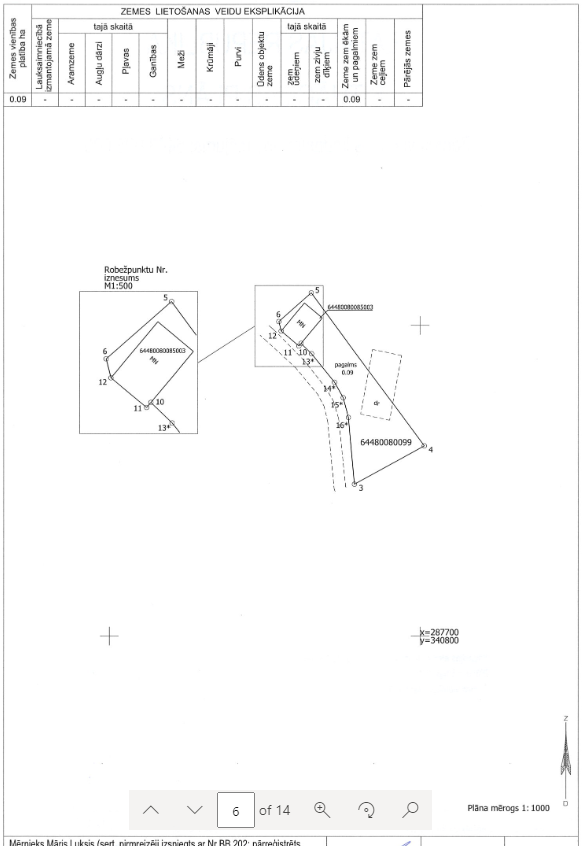 ZEMES LIETOŠANAS VEIDU EKSPLIKĀCIJA
Zemes vienības
platība ha
Lauksaimniecībā
izmantojamā zeme
tajā skaitā
Aramzeme
Augļu dārzi
Pļavas
Ganības
Meži
Krūmāji
Purvi
Ūdens objektu
zeme
tajā skaitā
zem
ūdeņiem
zem zivju
dīķiem
Zeme zem ēkām
un pagalmiem
Zeme zem
ceļiem
Pārējās zemes
0.09 - - - - - - - - - - - 0.09 - -
Robežpunktu Nr.
iznesums
M1:500
5
6
64480080085003
MN
12
10
11
13*
5
6
64480080085003
MN
12
11 10
13*
pagalms
0.09
14*
15*
16*
64480080099
4
3
x=287700
y=340800
Z
D
6 of 14
Plāna mērogs 1: 1000
Mērnieks Māris Luksis (sert. pirmreizēji izsniegts ar Nr.BB 202; pārreģistrēts